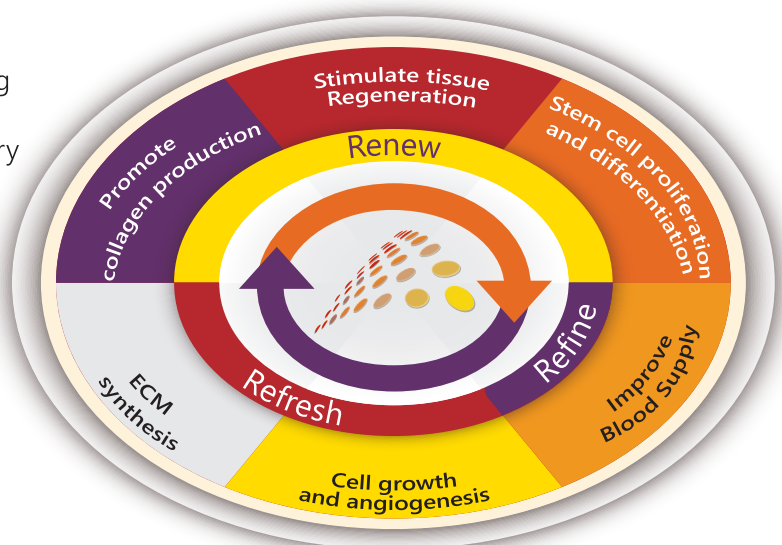 g
ry
Stimulate tissue
Regeneration
Stem cell proliferation
and differentiation
Promote
collagen production
Renew
Refine
Refresh
Improve
Blood Supply
ECM
synthesis
Cell growth
and angiogenesis